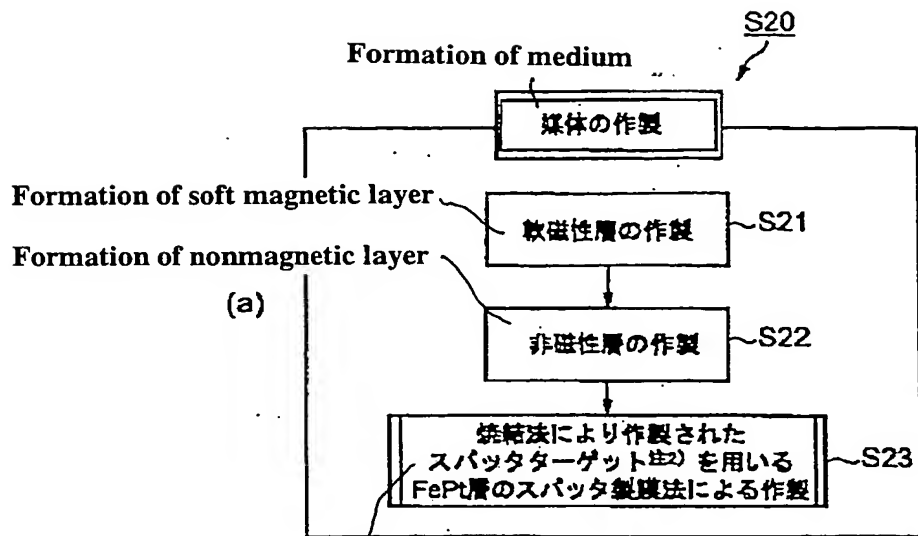 S20
Formation of medium
媒体の作製
Formation of soft magnetic layer
軟磁性層の作製
S21
Formation of nonmagnetic layer
(a)
非磁性層の作製
S22
焼結法により作製された
スパッタターゲット注2) を用いる
FePt層のスパッタ製膜法による作製
S23